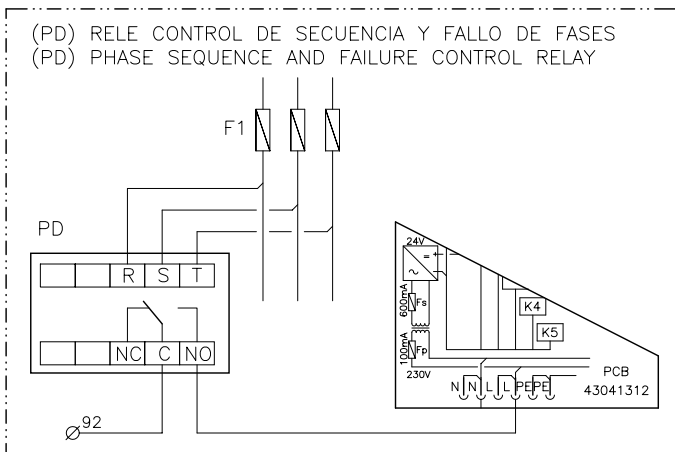 (PD) RELE CONTROL DE SECUENCIA Y FALLO DE FASES
(PD) PHASE SEQUENCE AND FAILURE CONTROL RELAY
F1
PD
R S T
NC C NO
92
24V
= + -
~
600mA
Fs
K4
K5
100mA
Fp
230V
N N L L PE PE
PCB
43041312